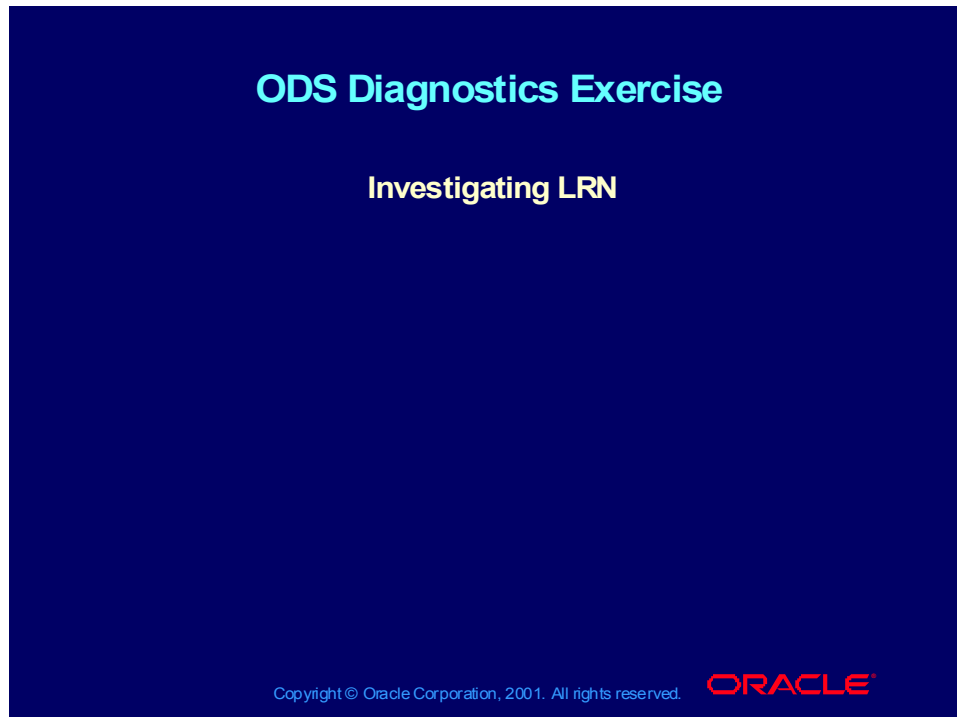 ODS Diagnostics Exercise
Investigating LRN
Copyright © Oracle Corporation, 2001. All rights reserved.
ORACLE®